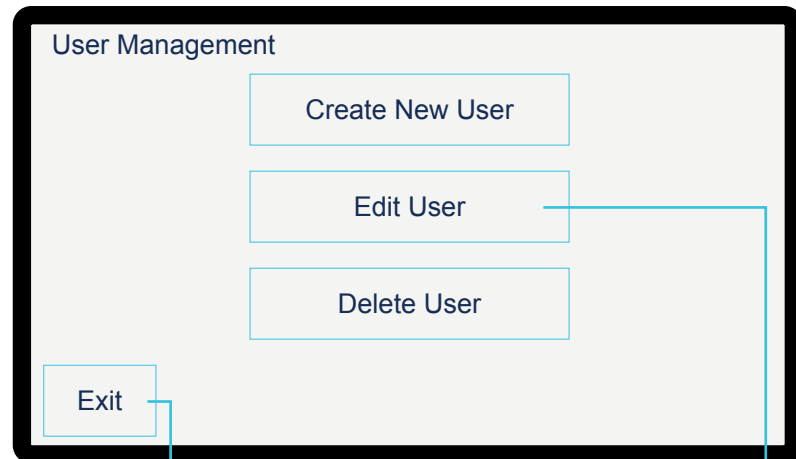 User Management
Create New User
Edit User
Delete User
Exit